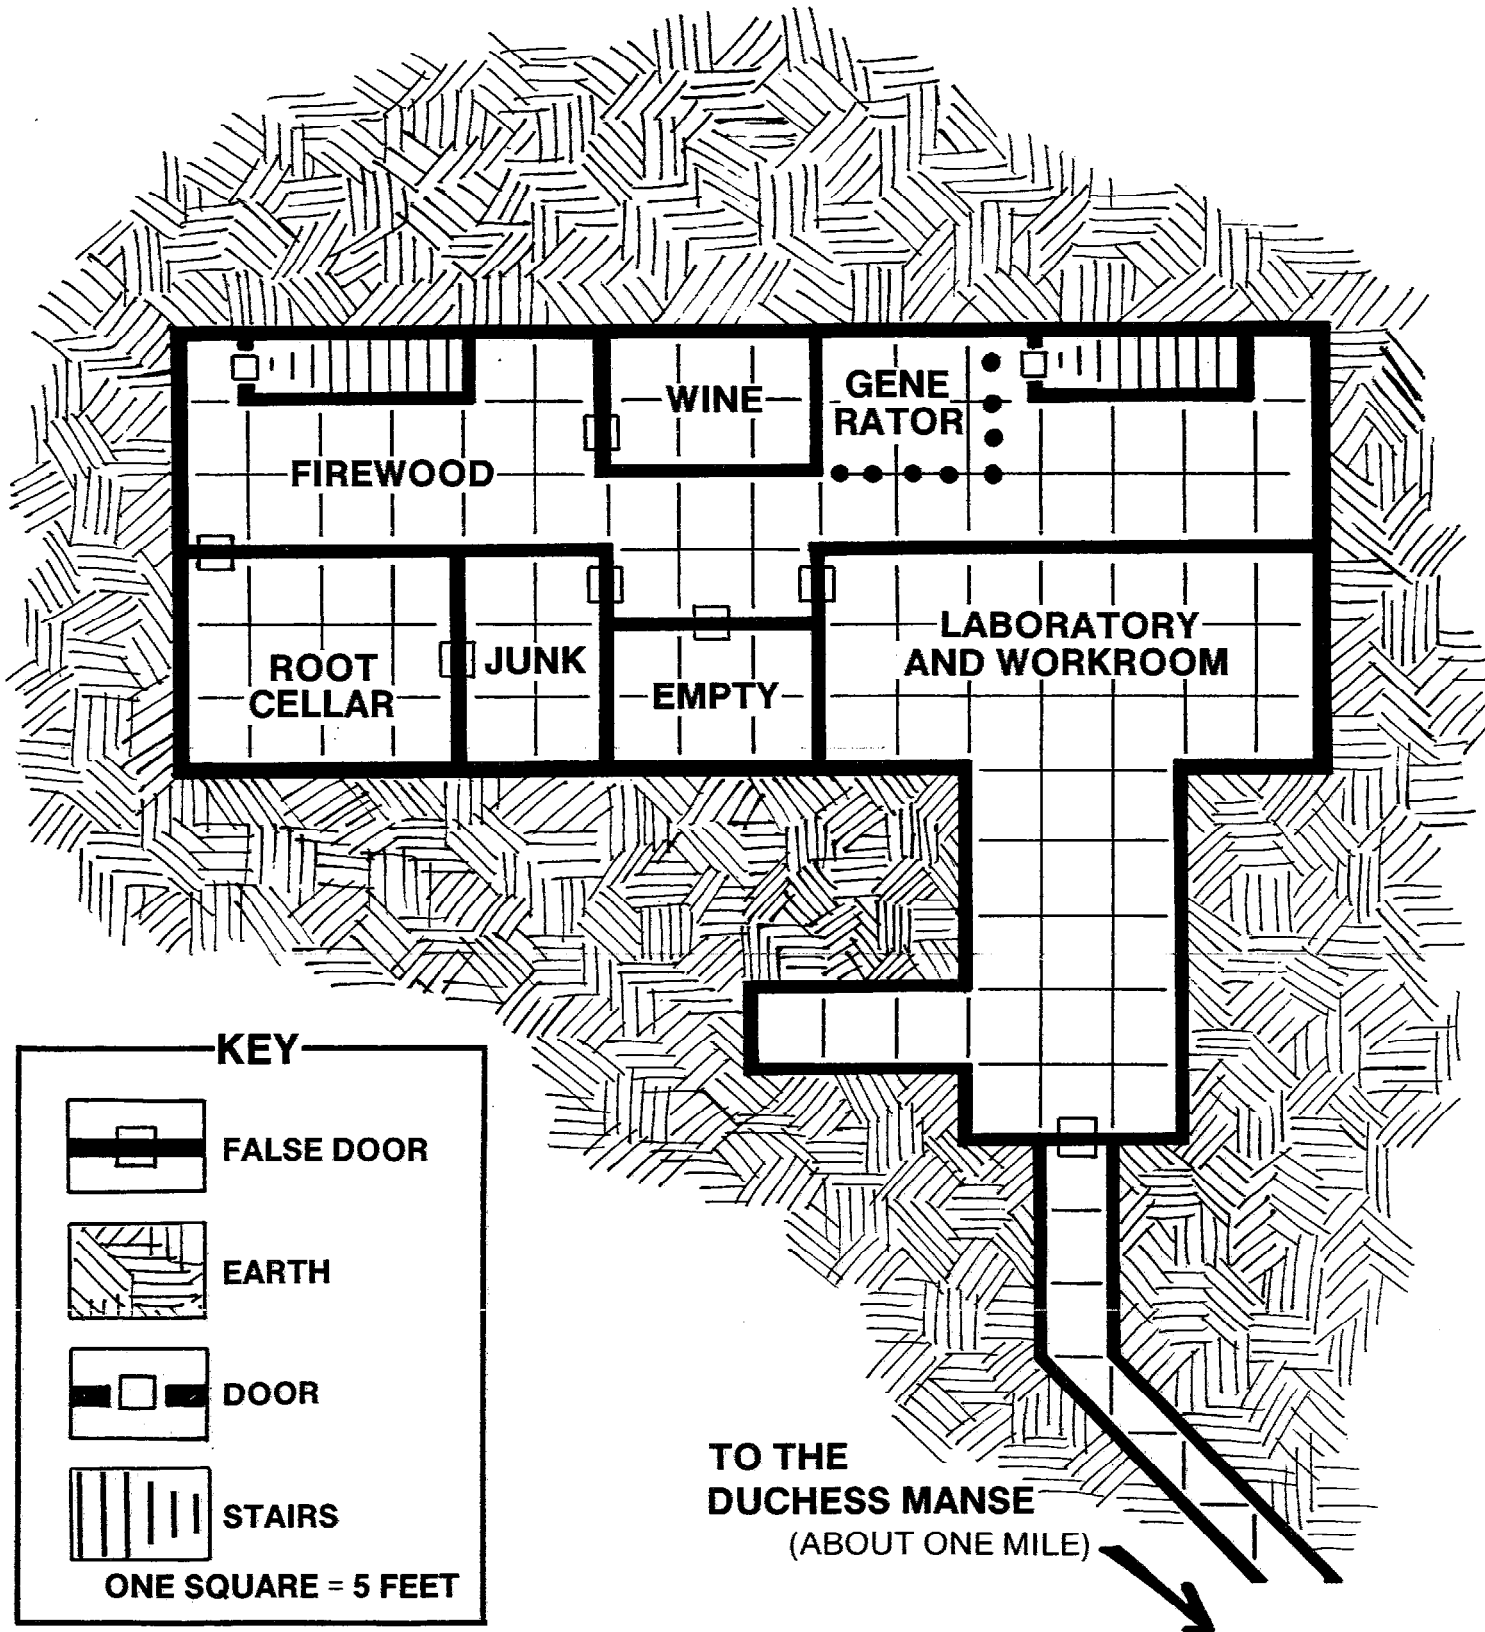 WINE
GENE
RATOR
FIREWOOD
ROOT
CELLAR
JUNK
EMPTY
LABORATORY
AND WORKROOM
KEY
FALSE DOOR
EARTH
DOOR
STAIRS
ONE SQUARE = 5 FEET
TO THE
DUCHESS MANSE
(ABOUT ONE MILE)